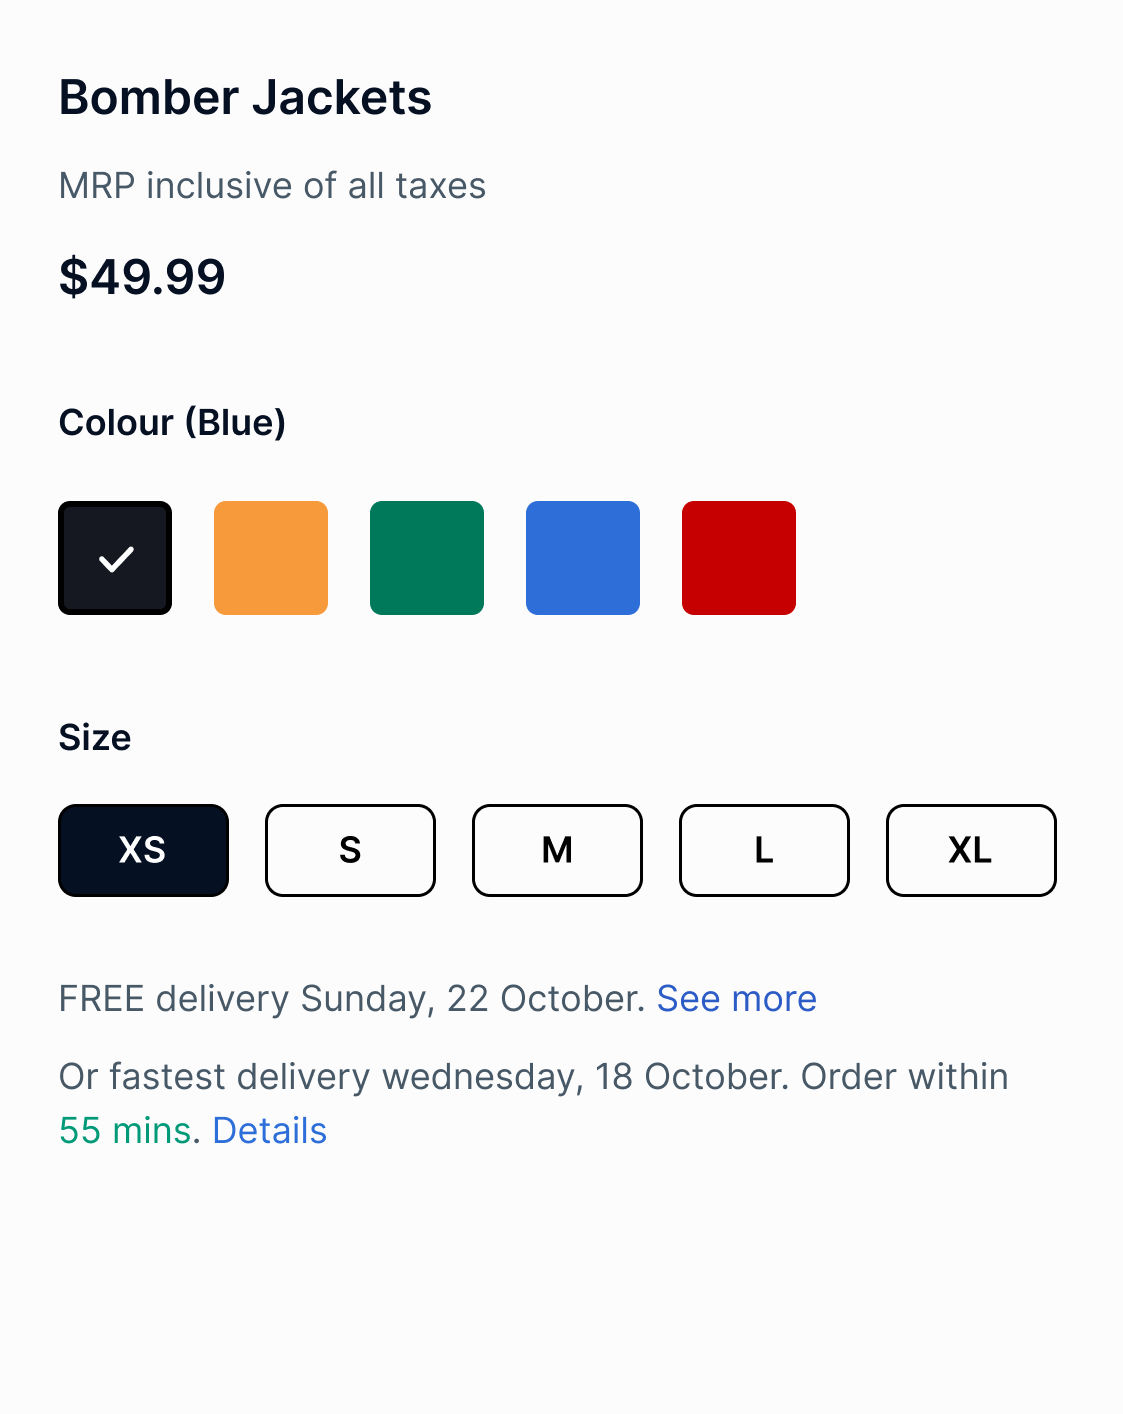 Bomber Jackets
MRP inclusive of all taxes
$49.99
Colour (Blue)
Size
XS S M L XL
FREE delivery Sunday, 22 October. See more
Or fastest delivery wednesday, 18 October. Order within
55 mins. Details